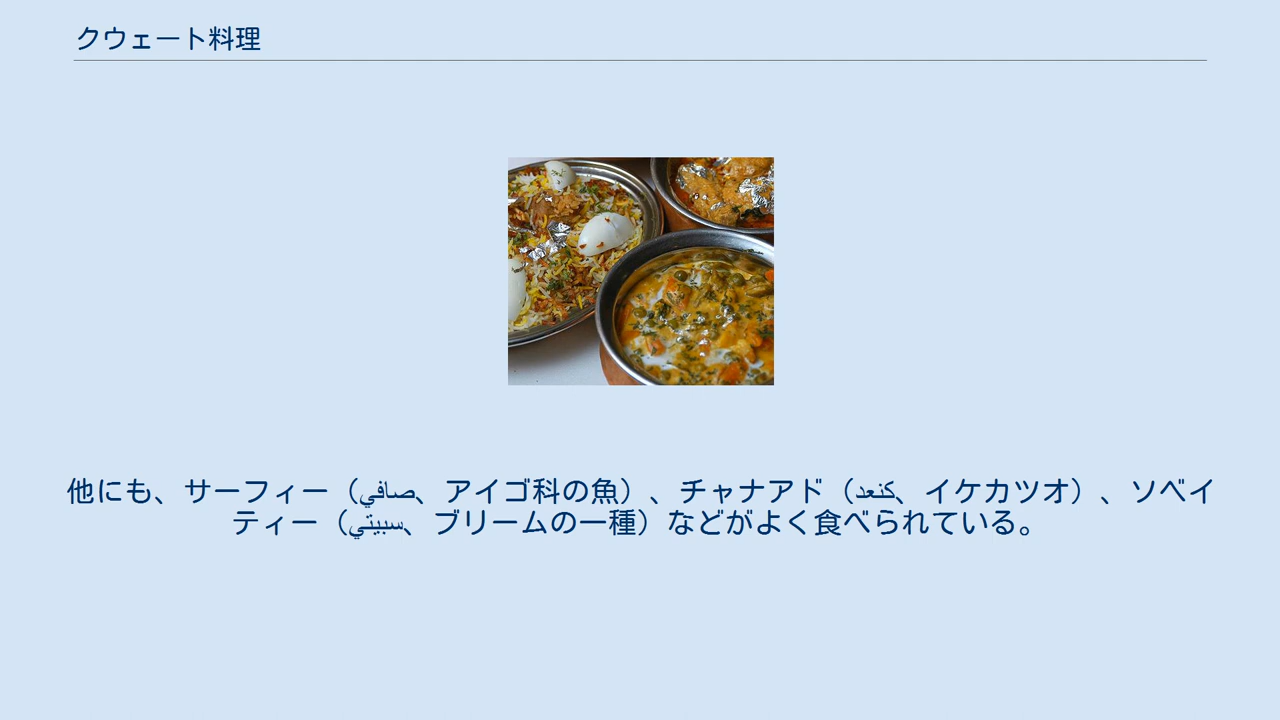 クウェート料理
他にも、サーフィー（صافي、アイゴ科の魚）、チャナアド（كنعد、イケカツオ）、ソベイ
ティー（سبيتي、ブリームの一種）などがよく食べられている。